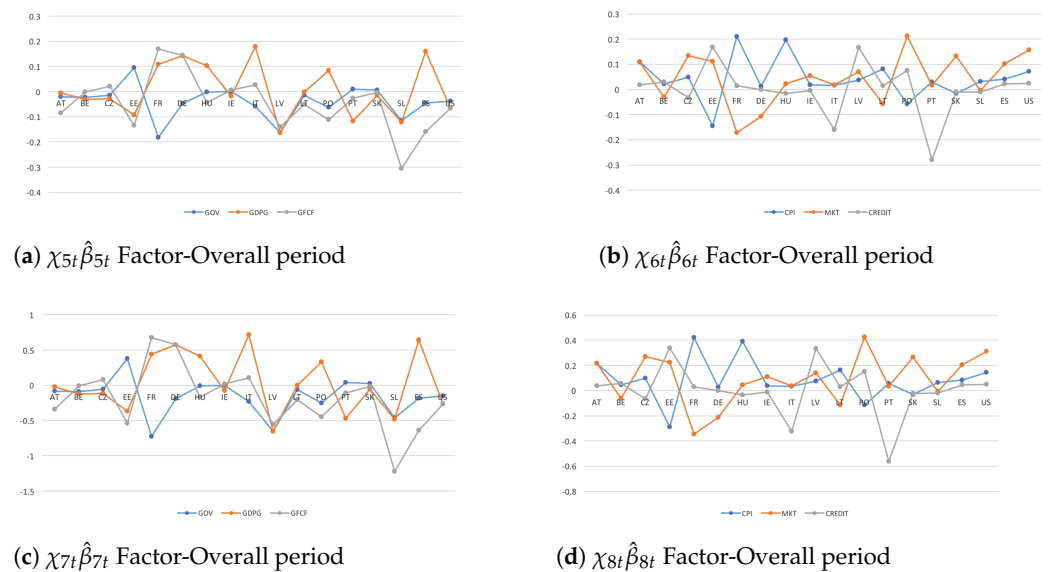 0.3
0.2
0.1
0
-0.1
-0.2
-0.3
-0.4
AT BE CZ EE FR DE HU IE IT LV LT PO PT SK SL ES US
GOV GDPG GFCF
(a) χ5tβ̂5t Factor-Overall period
0.3
0.2
0.1
0
-0.1
-0.2
-0.3
-0.4
AT BE CZ EE FR DE HU IE IT LV LT PO PT SK SL ES US
CPI MKT CREDIT
(b) χ6tβ̂6t Factor-Overall period
1
0.5
0
-0.5
-1
-1.5
AT BE CZ EE FR DE HU IE IT LV LT PO PT SK SL ES US
GOV GDPG GFCF
(c) χ7tβ̂7t Factor-Overall period
0.6
0.4
0.2
0
-0.2
-0.4
-0.6
-0.8
AT BE CZ EE FR DE HU IE IT LV LT PO PT SK SL ES US
CPI MKT CREDIT
(d) χ8tβ̂8t Factor-Overall period